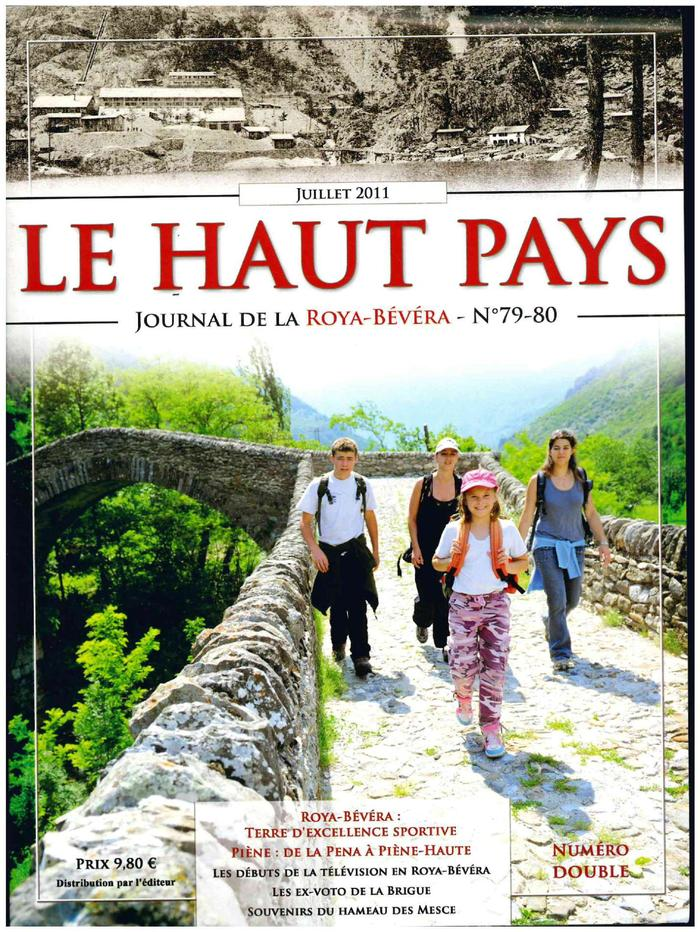 JUILLET 2011
LE HAUT PAYS
JOURNAL DE LA ROYA-BÉVÉRA - N°79-80
ROYA-BÉVÉRA :
TERRE D'EXCELLENCE SPORTIVE
PIÈNE : DE LA PENA À PIÈNE-HAUTE
LES DÉBUTS DE LA TÉLÉVISION EN ROYA-BÉVÉRA
LES EX-VOTO DE LA BRIGUE
SOUVENIRS DU HAMEAU DES MESCE
PRIX 9,80 €
Distribution par l'éditeur
NUMÉRO
DOUBLE